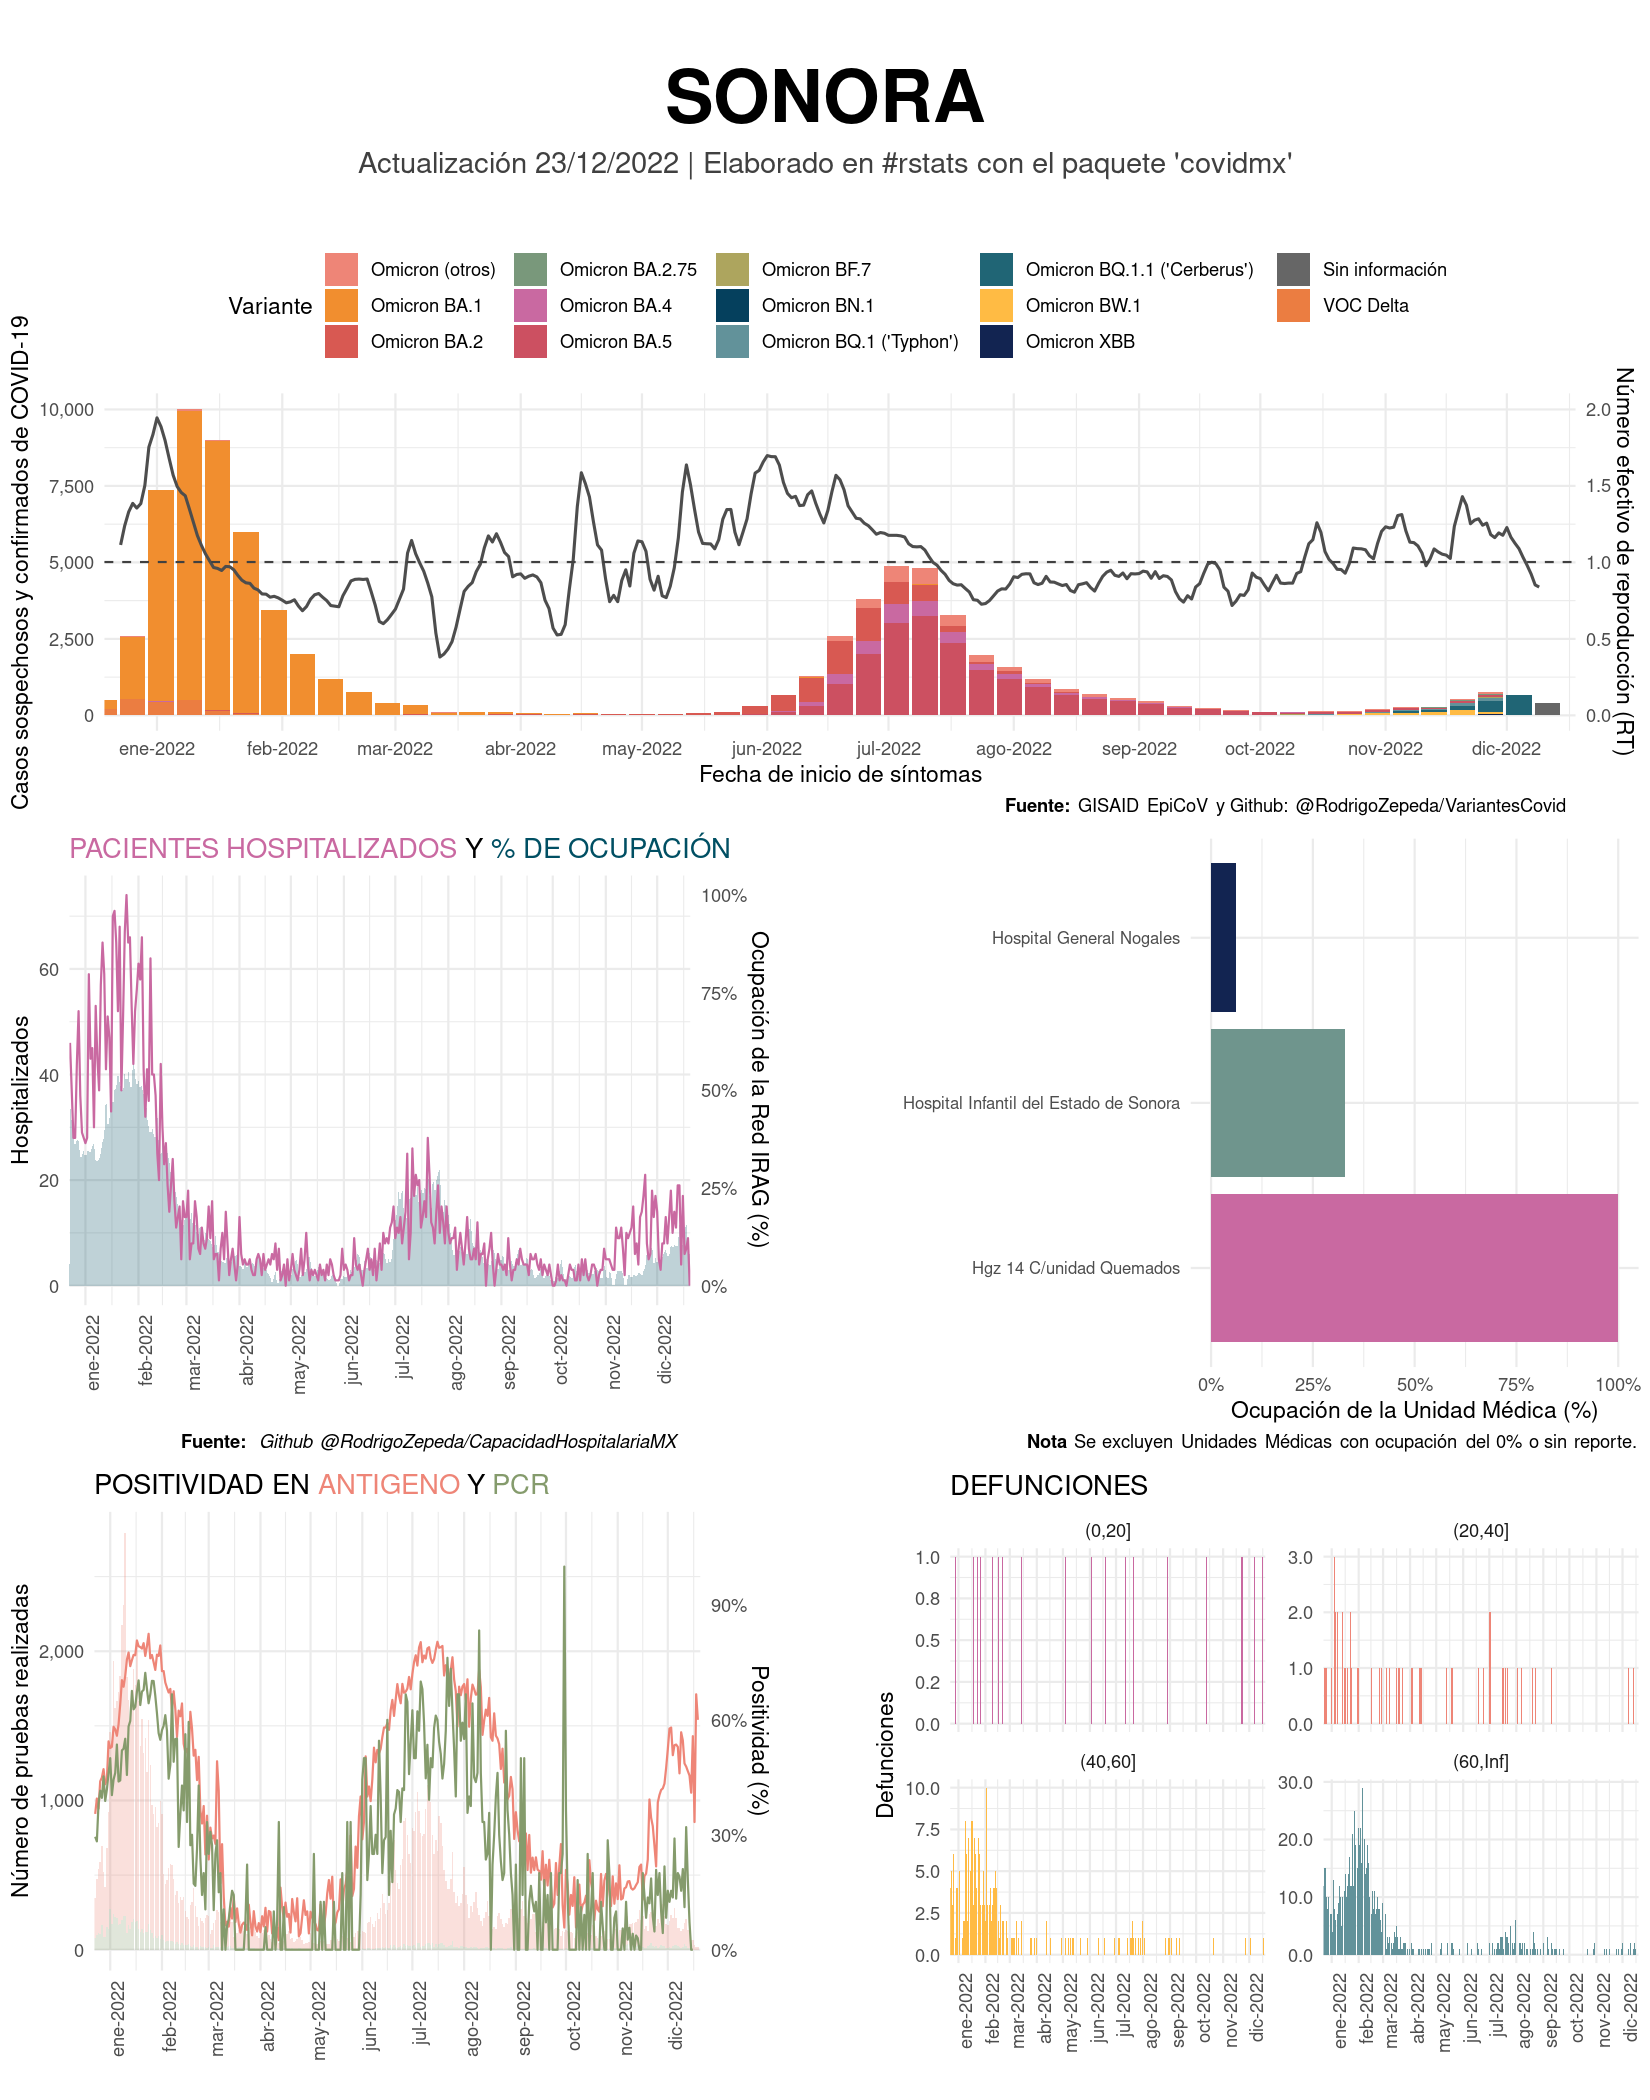 SONORA
Actualización 23/12/2022 | Elaborado en #rstats con el paquete 'covidmx'
Variante
Omicron (otros)
Omicron BA.1
Omicron BA.2
Omicron BA.2.75
Omicron BA.4
Omicron BA.5
Omicron BF.7
Omicron BN.1
Omicron BQ.1 ('Typhon')
Omicron BQ.1.1 ('Cerberus')
Omicron BW.1
Omicron XBB
Sin información
VOC Delta
Casos sospechosos y confirmados de COVID-19
10,000
7,500
5,000
2,500
0
Número efectivo de reproducción (RT)
2.0
1.5
1.0
0.5
0.0
ene-2022 feb-2022 mar-2022 abr-2022 may-2022 jun-2022 jul-2022 ago-2022 sep-2022 oct-2022 nov-2022 dic-2022
Fecha de inicio de síntomas
Fuente: GISAID EpiCoV y Github: @RodrigoZepeda/VariantesCovid
PACIENTES HOSPITALIZADOS Y % DE OCUPACIÓN
Hospitalizados
60
40
20
0
100%
75%
50%
25%
0%
Ocupación de la Red IRAG (%)
ene-2022 feb-2022 mar-2022 abr-2022 may-2022 jun-2022 jul-2022 ago-2022 sep-2022 oct-2022 nov-2022 dic-2022
Fuente: Github @RodrigoZepeda/CapacidadHospitalariaMX
Hospital General Nogales
Hospital Infantil del Estado de Sonora
Hgz 14 C/unidad Quemados
0% 25% 50% 75% 100%
Ocupación de la Unidad Médica (%)
Nota Se excluyen Unidades Médicas con ocupación del 0% o sin reporte.
POSITIVIDAD EN ANTIGENO Y PCR
Número de pruebas realizadas
2,000
1,000
0
90%
60%
30%
0%
Positividad (%)
ene-2022 feb-2022 mar-2022 abr-2022 may-2022 jun-2022 jul-2022 ago-2022 sep-2022 oct-2022 nov-2022 dic-2022
DEFUNCIONES
Defunciones
(0,20]
1.0
0.8
0.5
0.2
0.0
(20,40]
3.0
2.0
1.0
0.0
(40,60]
10.0
7.5
5.0
2.5
0.0
ene-2022 feb-2022 mar-2022 abr-2022 may-2022 jun-2022 jul-2022 ago-2022 sep-2022 oct-2022 nov-2022 dic-2022
(60,Inf]
30.0
20.0
10.0
0.0
ene-2022 feb-2022 mar-2022 abr-2022 may-2022 jun-2022 jul-2022 ago-2022 sep-2022 oct-2022 nov-2022 dic-2022